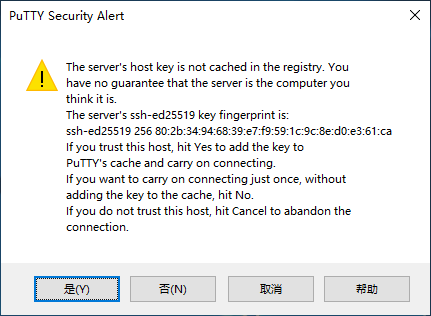 PuTTY Security Alert
The server's host key is not cached in the registry. You
have no guarantee that the server is the computer you
think it is.
The server's ssh-ed25519 key fingerprint is:
ssh-ed25519 256 80:2b:34:94:68:39:e7:f9:59:1c:9c:8e:d0:e3:61:ca
If you trust this host, hit Yes to add the key to
PuTTY's cache and carry on connecting.
If you want to carry on connecting just once, without
adding the key to the cache, hit No.
If you do not trust this host, hit Cancel to abandon the
connection.
是(Y) 否(N) 取消 帮助